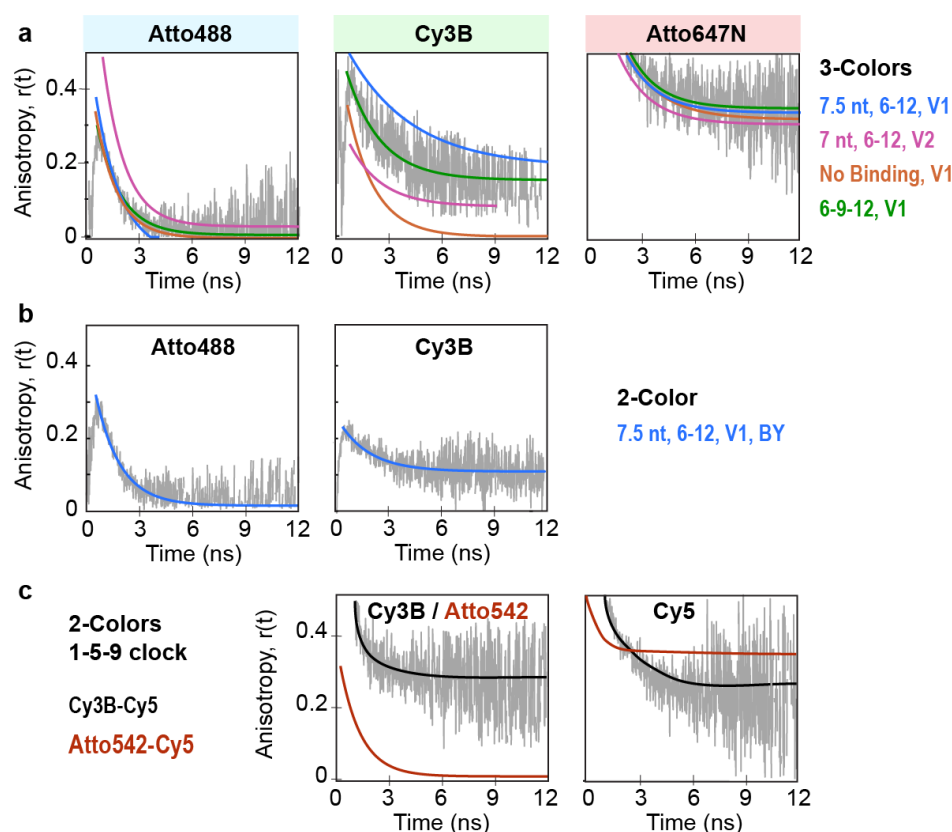 a
Atto488
Cy3B
Atto647N
Anisotropy, r(t)
0.4
0.2
0
0 3 6 9 12
Time (ns)
0 3 6 9 12
Time (ns)
0 3 6 9 12
Time (ns)
3-Colors
7.5 nt, 6-12, V1
7 nt, 6-12, V2
No Binding, V1
6-9-12, V1
b
Atto488
Cy3B
Anisotropy, r(t)
0.4
0.2
0
0 3 6 9 12
Time (ns)
0 3 6 9 12
Time (ns)
2-Color
7.5 nt, 6-12, V1, BY
c
2-Colors
1-5-9 clock
Cy3B-Cy5
Atto542-Cy5
Cy3B / Atto542
Cy5
Anisotropy, r(t)
0.4
0.2
0
0 3 6 9 12
Time (ns)
0 3 6 9 12
Time (ns)